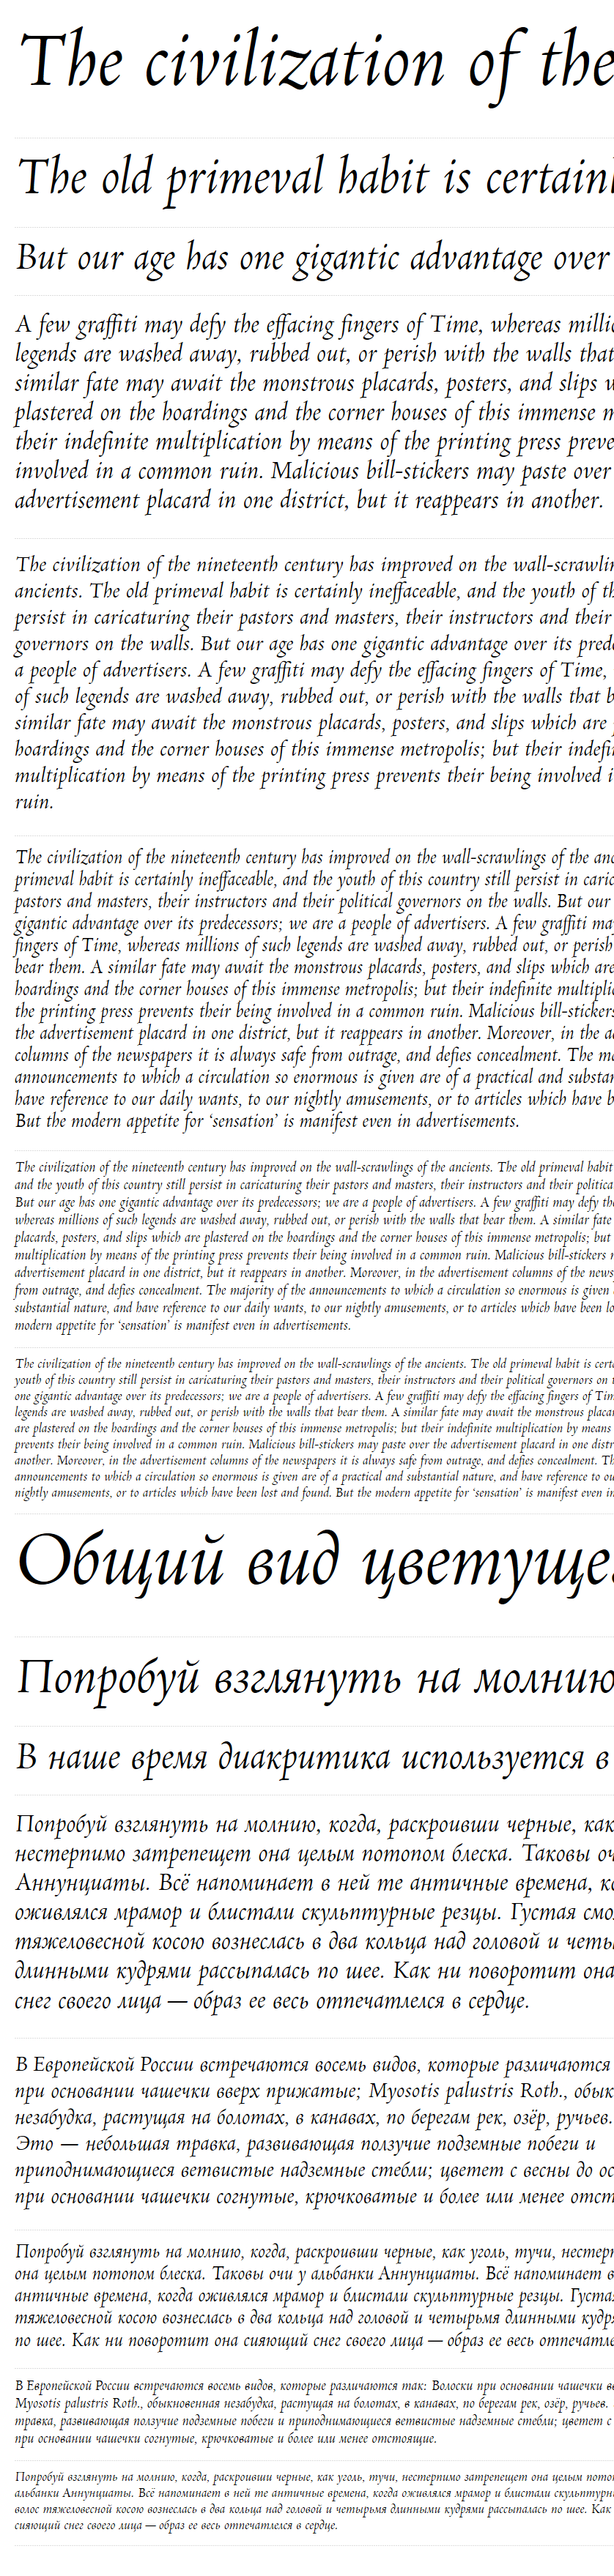 The civilization of the
The old primeval habit is certainl
But our age has one gigantic advantage over
A few graffiti may defy the effacing fingers of Time, whereas millio
legends are washed away, rubbed out, or perish with the walls that
similar fate may await the monstrous placards, posters, and slips w
plastered on the hoardings and the corner houses of this immense m
their indefinite multiplication by means of the printing press preve
involved in a common ruin. Malicious bill-stickers may paste over
advertisement placard in one district, but it reappears in another.
The civilization of the nineteenth century has improved on the wall-scrawlin
ancients. The old primeval habit is certainly ineffaceable, and the youth of th
persist in caricaturing their pastors and masters, their instructors and their
governors on the walls. But our age has one gigantic advantage over its prede
a people of advertisers. A few graffiti may defy the effacing fingers of Time,
of such legends are washed away, rubbed out, or perish with the walls that b
similar fate may await the monstrous placards, posters, and slips which are
hoardings and the corner houses of this immense metropolis; but their indefi
multiplication by means of the printing press prevents their being involved i
ruin.
The civilization of the nineteenth century has improved on the wall-scrawlings of the anc
primeval habit is certainly ineffaceable, and the youth of this country still persist in caric
pastors and masters, their instructors and their political governors on the walls. But our
gigantic advantage over its predecessors; we are a people of advertisers. A few graffiti ma
fingers of Time, whereas millions of such legends are washed away, rubbed out, or perish
bear them. A similar fate may await the monstrous placards, posters, and slips which are
hoardings and the corner houses of this immense metropolis; but their indefinite multiplic
the printing press prevents their being involved in a common ruin. Malicious bill-stickers
the advertisement placard in one district, but it reappears in another. Moreover, in the ad
columns of the newspapers it is always safe from outrage, and defies concealment. The ma
announcements to which a circulation so enormous is given are of a practical and substan
have reference to our daily wants, to our nightly amusements, or to articles which have b
But the modern appetite for ‘sensation’ is manifest even in advertisements.
The civilization of the nineteenth century has improved on the wall-scrawlings of the ancients. The old primeval habit
and the youth of this country still persist in caricaturing their pastors and masters, their instructors and their politica
But our age has one gigantic advantage over its predecessors; we are a people of advertisers. A few graffiti may defy the
whereas millions of such legends are washed away, rubbed out, or perish with the walls that bear them. A similar fate
placards, posters, and slips which are plastered on the hoardings and the corner houses of this immense metropolis; but
multiplication by means of the printing press prevents their being involved in a common ruin. Malicious bill-stickers m
advertisement placard in one district, but it reappears in another. Moreover, in the advertisement columns of the news
from outrage, and defies concealment. The majority of the announcements to which a circulation so enormous is given
substantial nature, and have reference to our daily wants, to our nightly amusements, or to articles which have been lo
modern appetite for ‘sensation’ is manifest even in advertisements.
The civilization of the nineteenth century has improved on the wall-scrawlings of the ancients. The old primeval habit is certa
youth of this country still persist in caricaturing their pastors and masters, their instructors and their political governors on t
one gigantic advantage over its predecessors; we are a people of advertisers. A few graffiti may defy the effacing fingers of Tim
legends are washed away, rubbed out, or perish with the walls that bear them. A similar fate may await the monstrous placar
are plastered on the hoardings and the corner houses of this immense metropolis; but their indefinite multiplication by means
prevents their being involved in a common ruin. Malicious bill-stickers may paste over the advertisement placard in one distr
another. Moreover, in the advertisement columns of the newspapers it is always safe from outrage, and defies concealment. Th
announcements to which a circulation so enormous is given are of a practical and substantial nature, and have reference to ou
nightly amusements, or to articles which have been lost and found. But the modern appetite for ‘sensation’ is manifest even in
Общий вид цветуще
Попробуй взглянуть на молнию
В наше время диакритика используется в
Попробуй взглянуть на молнию, когда, раскроивши черные, как
нестерпимо затрепещет она целым потопом блеска. Таковы оч
Аннунциаты. Всё напоминает в ней те античные времена, ко
оживлялся мрамор и блистали скульптурные резцы. Густая смо
тяжеловесной косою вознеслась в два кольца над головой и четы
длинными кудрями рассыпалась по шее. Как ни поворотит она
снег своего лица — образ ее весь отпечатлелся в сердце.
В Европейской России встречаются восемь видов, которые различаются
при основании чашечки вверх прижатые; Myosotis palustris Roth., обык
незабудка, растущая на болотах, в канавах, по берегам рек, озёр, ручьев.
Это — небольшая травка, развивающая ползучие подземные побеги и
приподнимающиеся ветвистые надземные стебли; цветет с весны до ос
при основании чашечки согнутые, крючковатые и более или менее отст
Попробуй взглянуть на молнию, когда, раскроивши черные, как уголь, тучи, нестерп
она целым потопом блеска. Таковы очи у альбанки Аннунциаты. Всё напоминает в
античные времена, когда оживлялся мрамор и блистали скульптурные резцы. Густа
тяжеловесной косою вознеслась в два кольца над головой и четырьмя длинными кудр
по шее. Как ни поворотит она сияющий снег своего лица — образ ее весь отпечатле
В Европейской России встречаются восемь видов, которые различаются так: Волоски при основании чашечки вв
Myosotis palustris Roth., обыкновенная незабудка, растущая на болотах, в канавах, по берегам рек, озёр, ручьев.
травка, развивающая ползучие подземные побеги и приподнимающиеся ветвистые надземные стебли; цветет с
при основании чашечки согнутые, крючковатые и более или менее отстоящие.
Попробуй взглянуть на молнию, когда, раскроивши черные, как уголь, тучи, нестерпимо затрепещет она целым потоп
альбанки Аннунциаты. Всё напоминает в ней те античные времена, когда оживлялся мрамор и блистали скульптурны
волос тяжеловесной косою вознеслась в два кольца над головой и четырьмя длинными кудрями рассыпалась по шее. Как
сияющий снег своего лица — образ ее весь отпечатлелся в сердце.